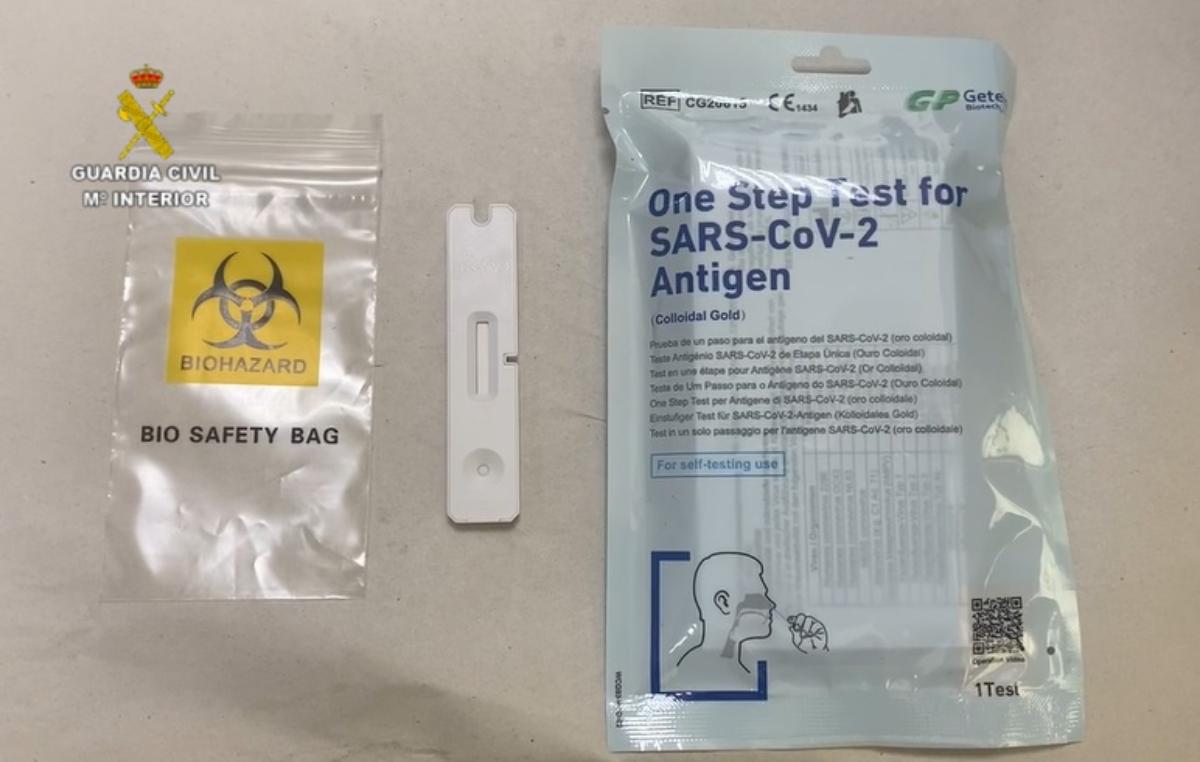 GUARDIA CIVIL
Mº INTERIOR
BIOHAZARD
BIO SAFETY BAG
REF CG20015 CE 1434
GP Gete
Biotech
One Step Test for
SARS-CoV-2
Antigen
(Colloidal Gold)
Prueba de un paso para el antígeno del SARS-CoV-2 (oro coloidal)
Teste Antigénio SARS-CoV-2 de Etapa Única (Ouro Coloidal)
Test en une étape pour Antigène SARS-CoV-2 (Or Colloïdal)
Teste de Um Passo para o Antígeno do SARS-CoV-2 (Ouro Coloidal)
One Step Test per Antigene di SARS-CoV-2 (oro colloidale)
Einstufiger Test für SARS-CoV-2-Antigen (Kolloidales Gold)
Test in un solo passaggio per l'antigene SARS-CoV-2 (oro colloidale)
For self-testing use
Operation Video
1Test